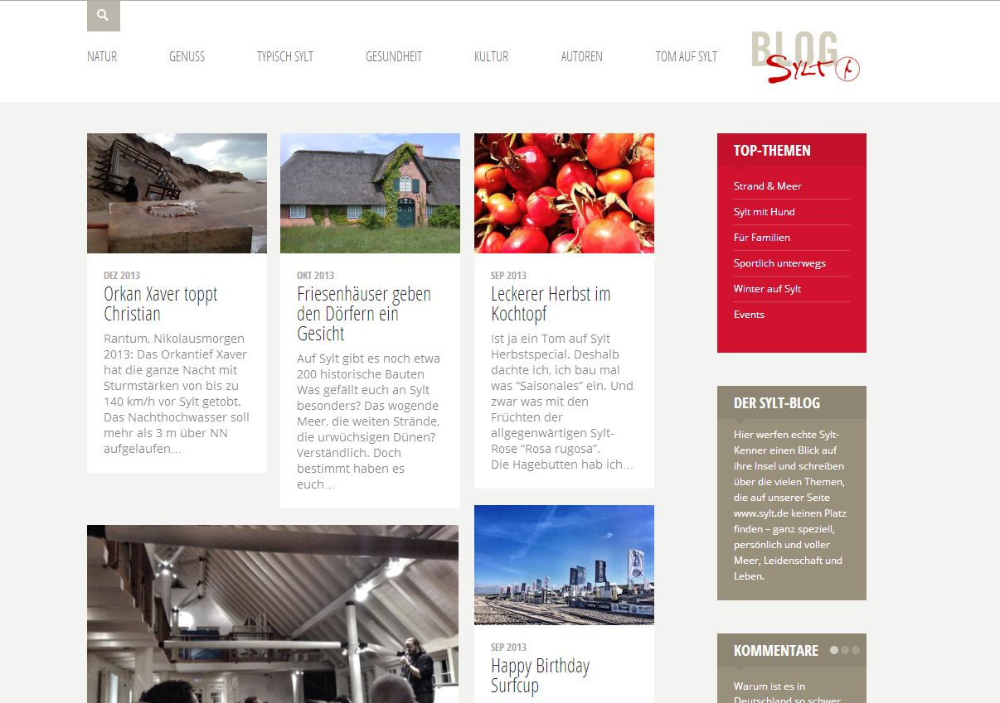 NATUR GENUSS TYPISCH SYLT GESUNDHEIT KULTUR AUTOREN TOM AUF SYLT
BLOG
SYLT
DEZ 2013
Orkan Xaver toppt
Christian
Rantum, Nikolausmorgen
2013: Das Orkantief Xaver
hat die ganze Nacht mit
Sturmstärken von bis zu
140 km/h vor Sylt getobt.
Das Nachthochwasser soll
mehr als 3 m über NN
aufgelaufen…
OKT 2013
Friesenhäuser geben
den Dörfern ein
Gesicht
Auf Sylt gibt es noch etwa
200 historische Bauten
Was gefällt euch an Sylt
besonders? Das wogende
Meer, die weiten Strände,
die urwüchsigen Dünen?
Verständlich. Doch
bestimmt haben es
euch…
SEP 2013
Leckerer Herbst im
Kochtopf
Ist ja ein Tom auf Sylt
Herbstspecial. Deshalb
dachte ich, ich bau mal
was “Saisonales” ein. Und
zwar was mit den
Früchten der
allgegenwärtigen Sylt-
Rose “Rosa rugosa”.
Die Hagebutten hab ich…
SEP 2013
Happy Birthday
Surfcup
TOP-THEMEN
Strand & Meer
Sylt mit Hund
Für Familien
Sportlich unterwegs
Winter auf Sylt
Events
DER SYLT-BLOG
Hier werfen echte Sylt-
Kenner einen Blick auf
ihre Insel und schreiben
über die vielen Themen,
die auf unserer Seite
www.sylt.de keinen Platz
finden – ganz speziell,
persönlich und voller
Meer, Leidenschaft und
Leben.
KOMMENTARE
Warum ist es in
Deutschland so schwer